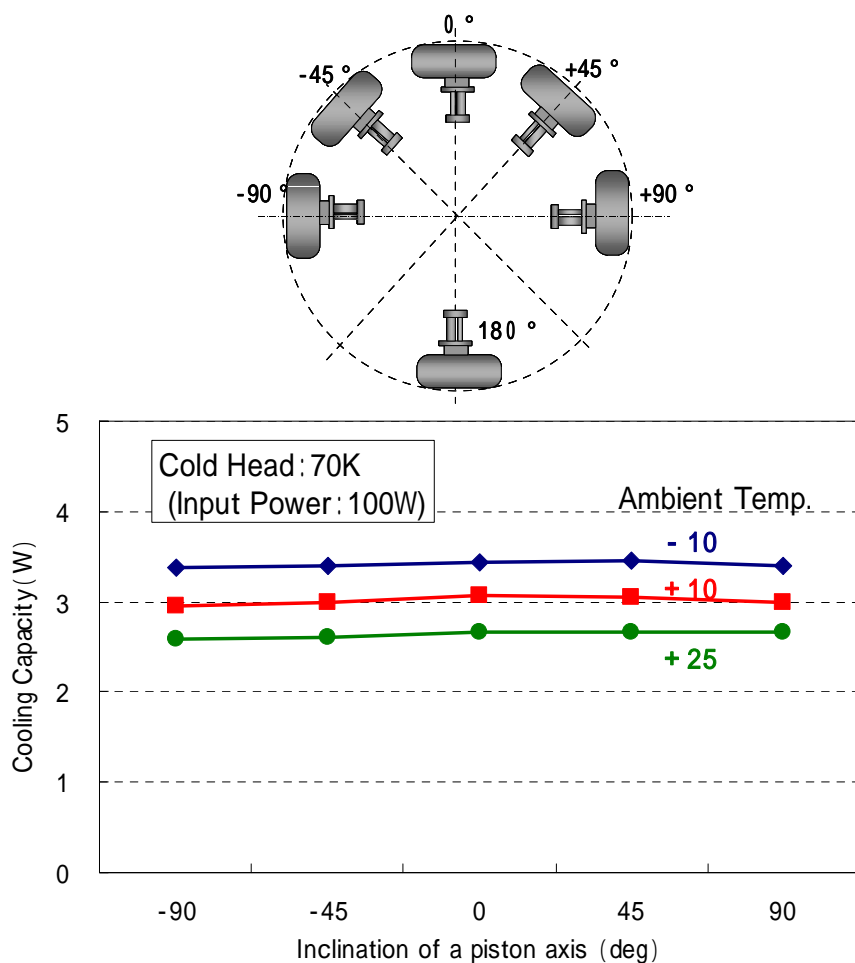 0 °
-45 °
+45 °
-90 °
+90 °
180 °
5
4
3
2
1
0
Cooling Capacity (W)
Cold Head : 70K
(Input Power : 100W)
Ambient Temp.
- 10
+ 10
+ 25
-90 -45 0 45 90
Inclination of a piston axis (deg)